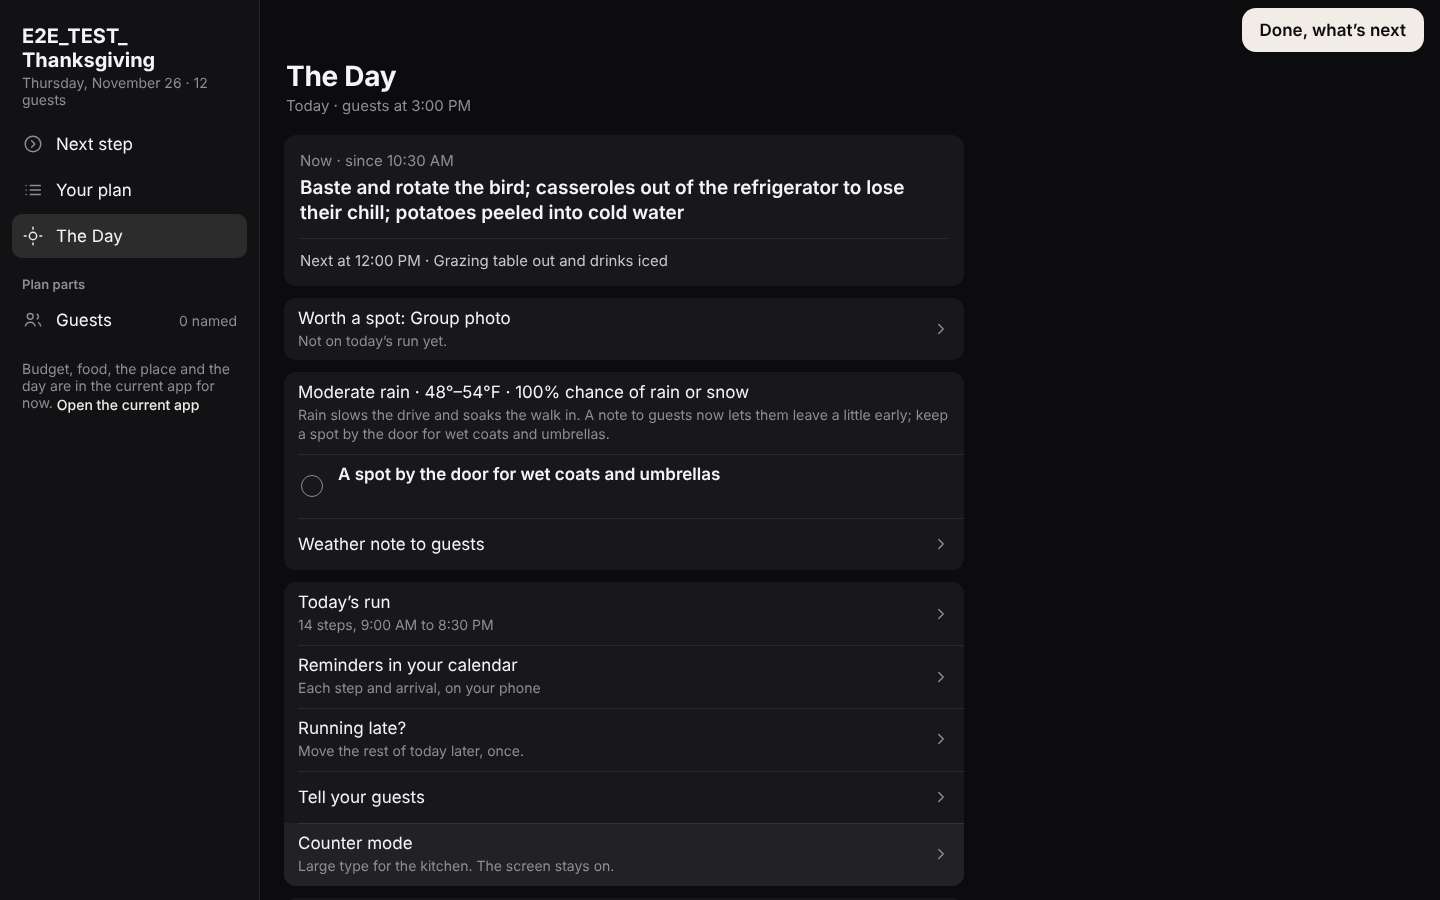 E2E_TEST_
Thanksgiving
Thursday, November 26 · 12
guests
Next step
Your plan
The Day
Plan parts
Guests
0 named
Budget, food, the place and the
day are in the current app for
now. Open the current app
Done, what’s next
The Day
Today · guests at 3:00 PM
Now · since 10:30 AM
Baste and rotate the bird; casseroles out of the refrigerator to lose
their chill; potatoes peeled into cold water
Next at 12:00 PM · Grazing table out and drinks iced
Worth a spot: Group photo
Not on today’s run yet.
Moderate rain · 48°–54°F · 100% chance of rain or snow
Rain slows the drive and soaks the walk in. A note to guests now lets them leave a little early; keep
a spot by the door for wet coats and umbrellas.
A spot by the door for wet coats and umbrellas
Weather note to guests
Today’s run
14 steps, 9:00 AM to 8:30 PM
Reminders in your calendar
Each step and arrival, on your phone
Running late?
Move the rest of today later, once.
Tell your guests
Counter mode
Large type for the kitchen. The screen stays on.